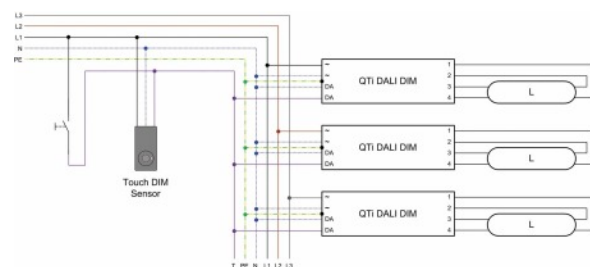 L3
L2
L1
N
PE
~
~
DA
DA
QTi DALI DIM
1
2
3
4
L
~
~
DA
DA
QTi DALI DIM
1
2
3
4
L
~
~
DA
DA
QTi DALI DIM
1
2
3
4
L
Touch DIM
Sensor
T PE N L1 L2 L3